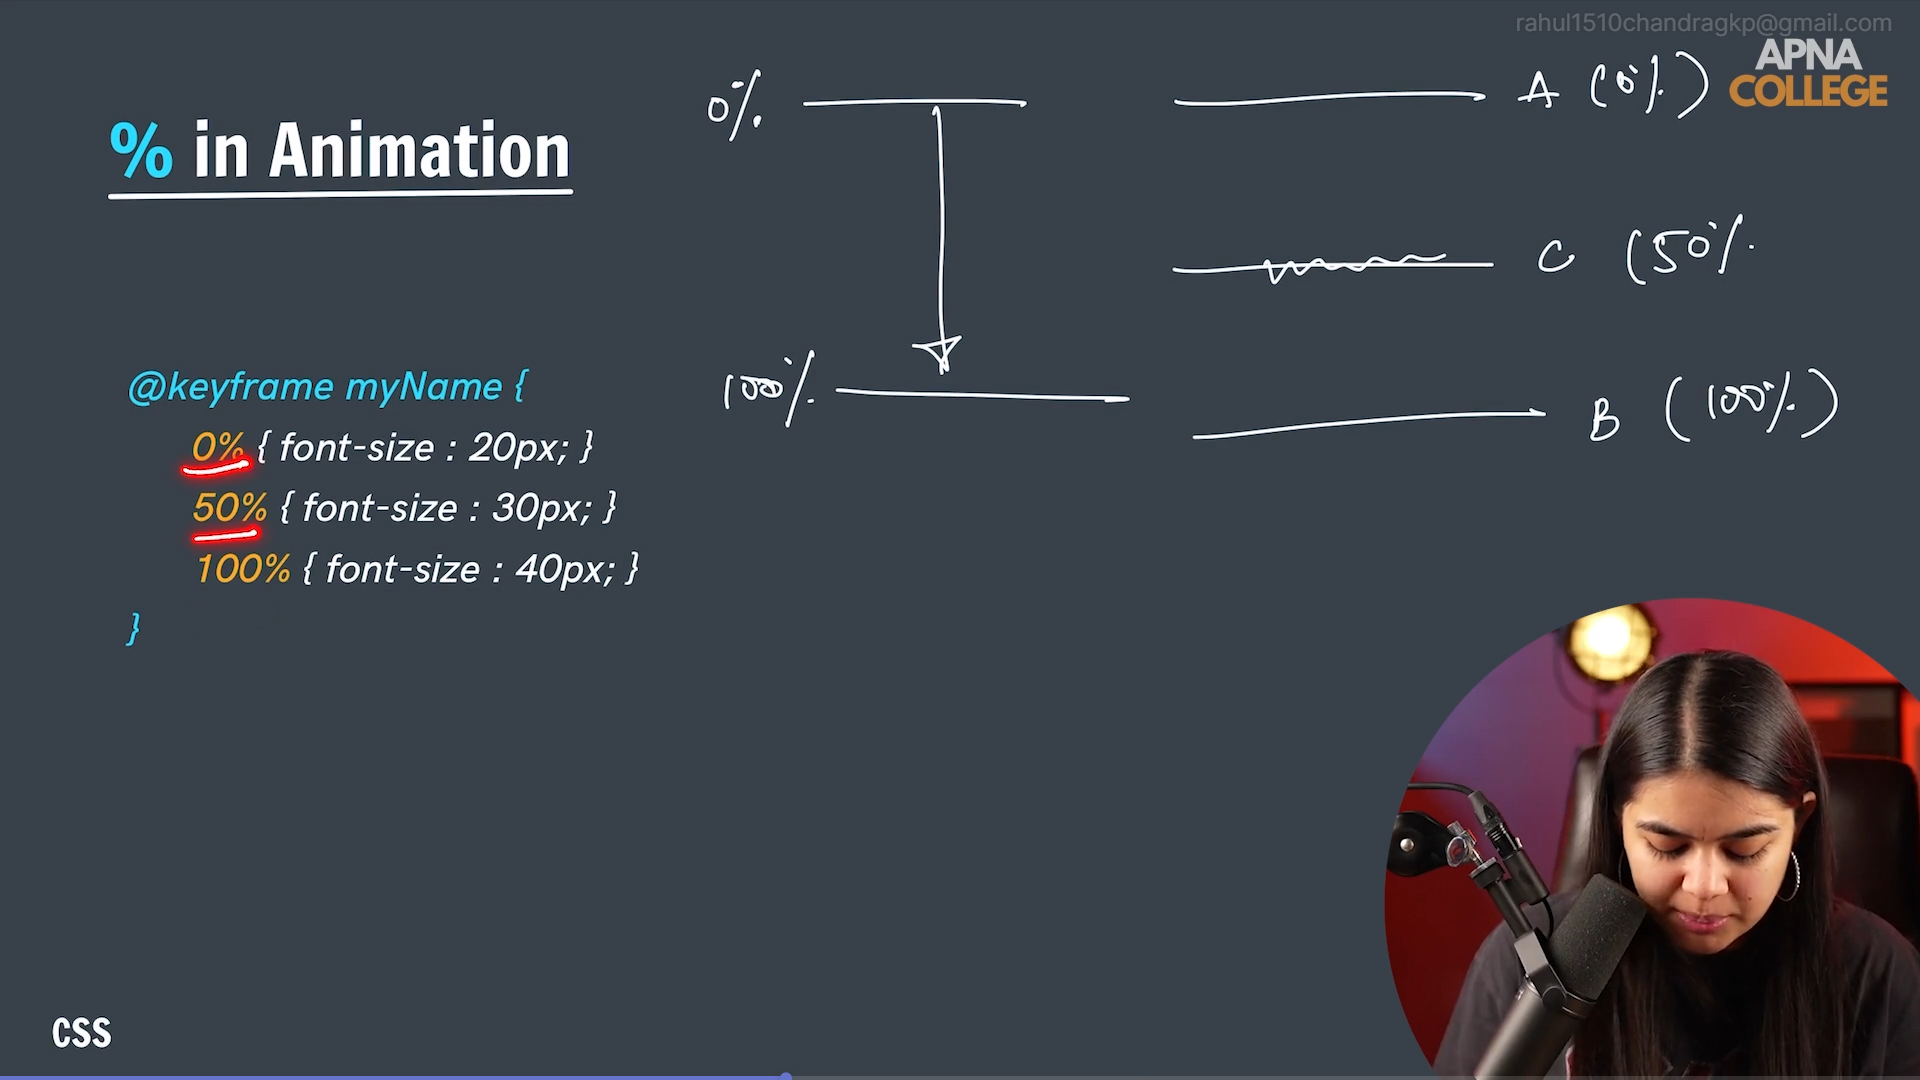 rahul1510chandragkp@gmail.com
APNA
COLLEGE
% in Animation
0%
A (0%)
C (50%
100%
B (100%)
@keyframe myName {
0% { font-size : 20px; }
50% { font-size : 30px; }
100% { font-size : 40px; }
}
CSS